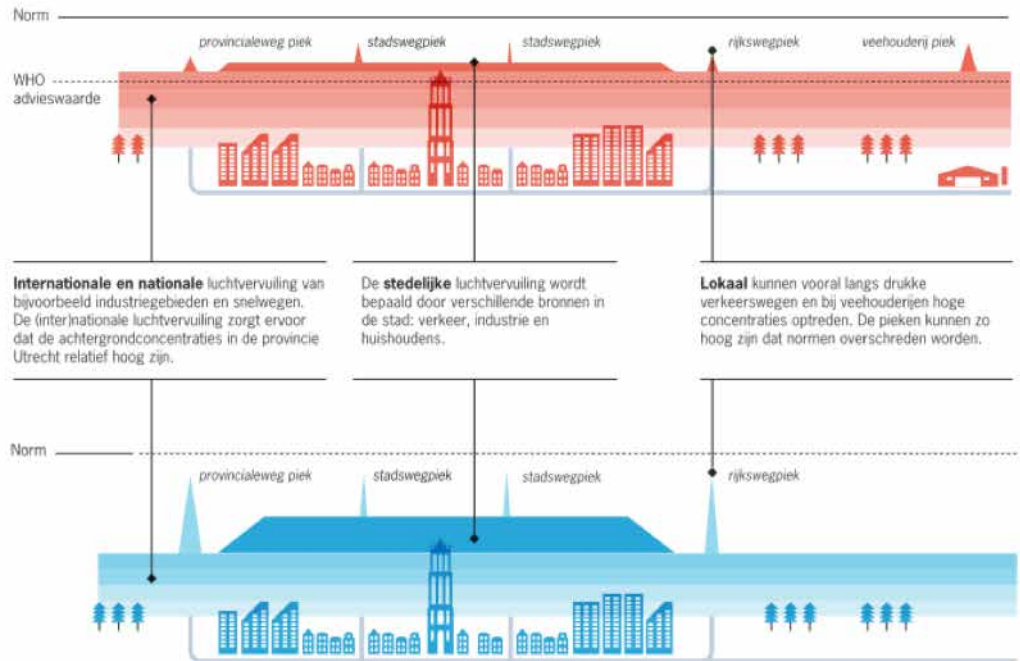 Norm
provincialeweg piek
stadswegpiek
stadswegpiek
rijkswegpiek
veehouderij piek
WHO
advieswaarde
Internationale en nationale luchtvervuiling van
bijvoorbeeld industriegebieden en snelwegen.
De (inter)nationale luchtvervuiling zorgt ervoor
dat de achtergrondconcentraties in de provincie
Utrecht relatief hoog zijn.
De stedelijke luchtvervuiling wordt
bepaald door verschillende bronnen in
de stad: verkeer, industrie en
huishoudens.
Lokaal kunnen vooral langs drukke
verkeerswegen en bij veehouderijen hoge
concentraties optreden. De pieken kunnen zo
hoog zijn dat normen overschreden worden.
Norm
provincialeweg piek
stadswegpiek
stadswegpiek
rijkswegpiek